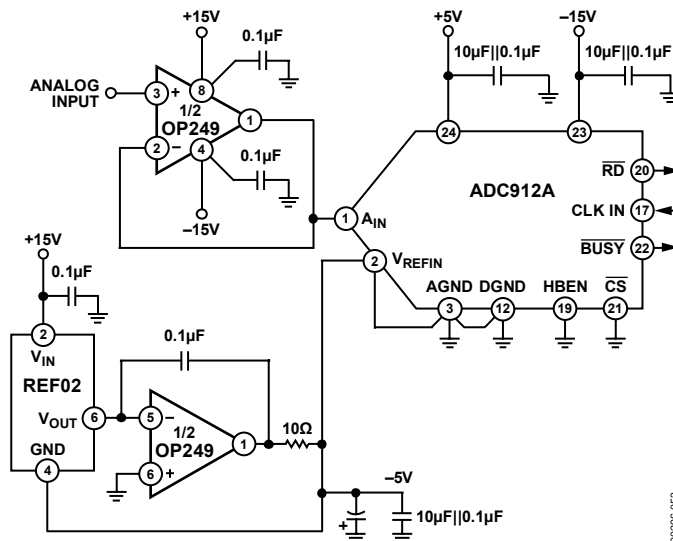 +15V
0.1µF
ANALOG
INPUT
3
+
8
1/2
OP249
1
2
–
4
0.1µF
–15V
+5V
–15V
10µF||0.1µF
10µF||0.1µF
24
23
ADC912A
20
RD
17
CLK IN
22
BUSY
1
AIN
2
VREFIN
AGND
DGND
HBEN
CS
3
12
19
21
+15V
0.1µF
2
VIN
REF02
VOUT
6
GND
4
0.1µF
5
–
1/2
OP249
1
6
+
10Ω
–5V
+
10µF||0.1µF